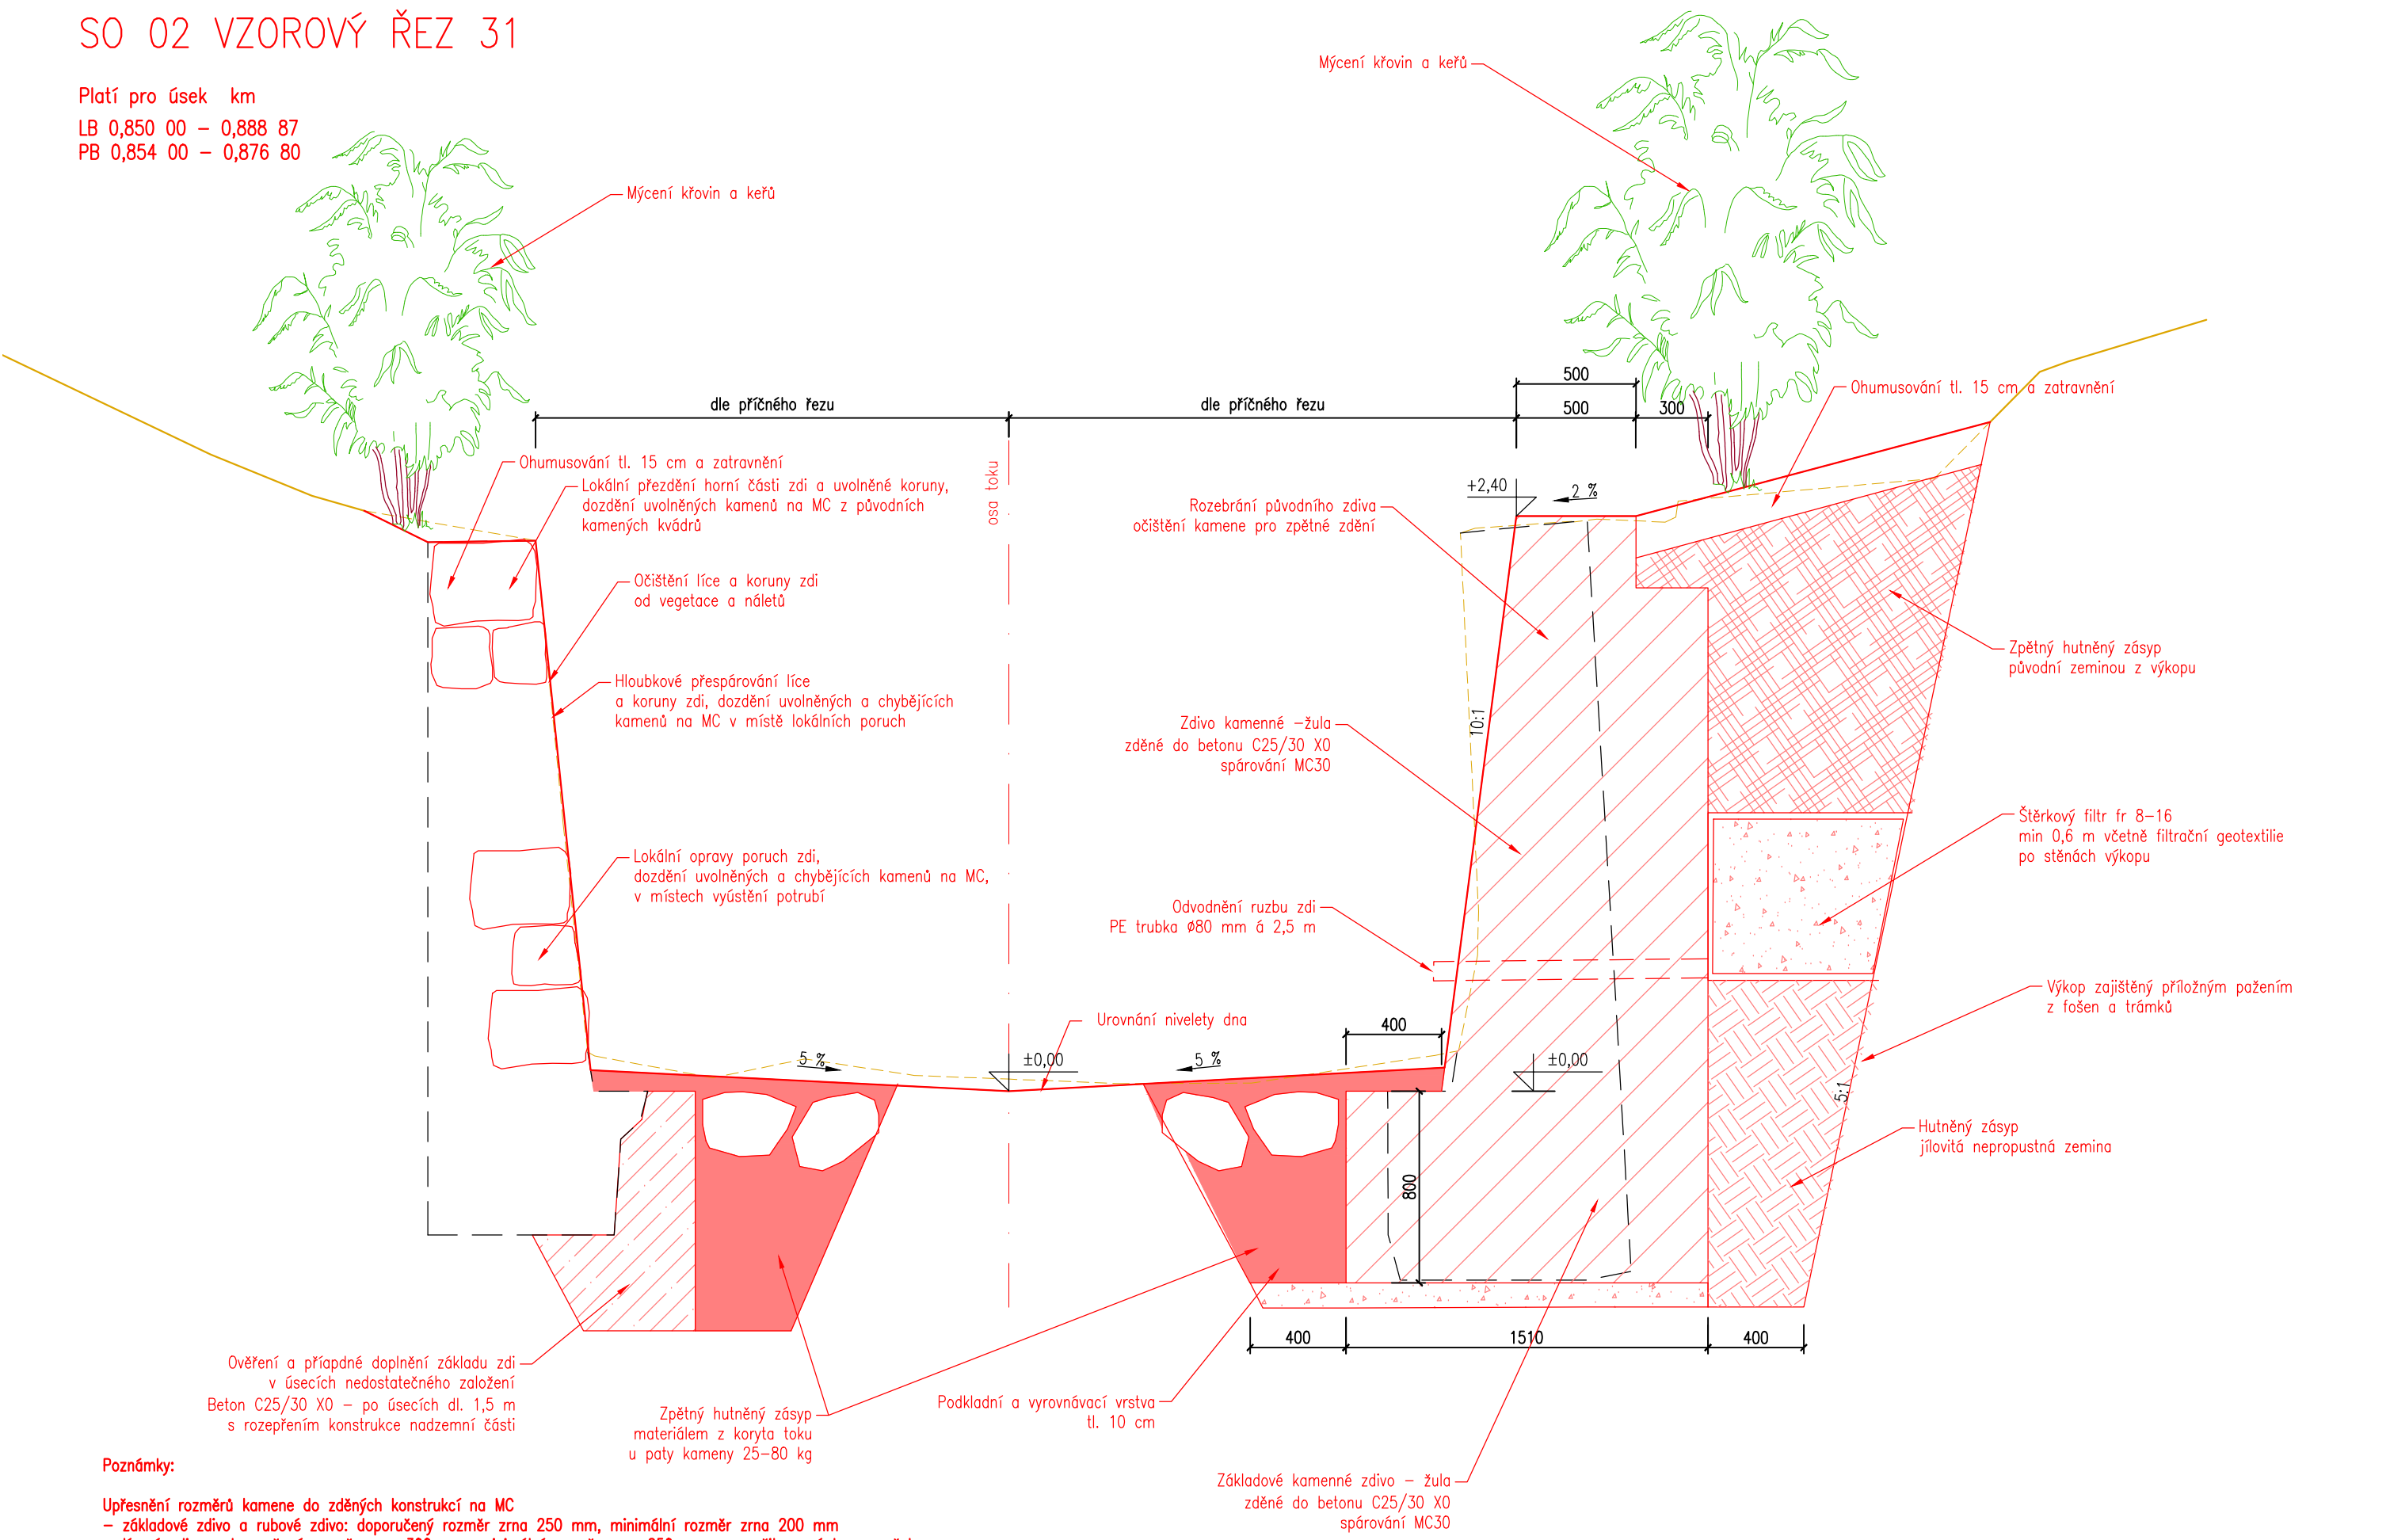 SO 02 VZOROVÝ ŘEZ 31
Platí pro úsek km
LB 0,850 00 – 0,888 87
PB 0,854 00 – 0,876 80
Mýcení křovin a keřů
Mýcení křovin a keřů
500
dle příčného řezu
dle příčného řezu
500
300
Ohumusování tl. 15 cm a zatravnění
Ohumusování tl. 15 cm a zatravnění
Lokální přezdění horní části zdi a uvolněné koruny,
dozdění uvolněných kamenů na MC z původních
kamených kvádrů
osa toku
+2,40
2 %
Rozebrání původního zdiva
očištění kamene pro zpětné zdění
Očištění líce a koruny zdi
od vegetace a náletů
Zpětný hutněný zásyp
původní zeminou z výkopu
Hloubkové přespárování líce
a koruny zdi, dozdění uvolněných a chybějících
kamenů na MC v místě lokálních poruch
10:1
Zdivo kamenné –žula
zděné do betonu C25/30 X0
spárování MC30
Štěrkový filtr fr 8–16
min 0,6 m včetně filtrační geotextilie
po stěnách výkopu
Lokální opravy poruch zdi,
dozdění uvolněných a chybějících kamenů na MC,
v místech vyústění potrubí
Odvodnění ruzbu zdi
PE trubka Ø80 mm á 2,5 m
Výkop zajištěný příložným pažením
z fošen a trámků
Urovnání nivelety dna
400
5 %
±0,00
5 %
±0,00
5:1
Hutněný zásyp
jílovitá nepropustná zemina
800
400
1510
400
Ověření a příapdné doplnění základu zdi
v úsecích nedostatečného založení
Beton C25/30 X0 – po úsecích dl. 1,5 m
s rozepřením konstrukce nadzemní části
Zpětný hutněný zásyp
materiálem z koryta toku
u paty kameny 25–80 kg
Podkladní a vyrovnávací vrstva
tl. 10 cm
Základové kamenné zdivo – žula
zděné do betonu C25/30 X0
spárování MC30
Poznámky:
Upřesnění rozměrů kamene do zděných konstrukcí na MC
– základové zdivo a rubové zdivo: doporučený rozměr zrna 250 mm, minimální rozměr zrna 200 mm